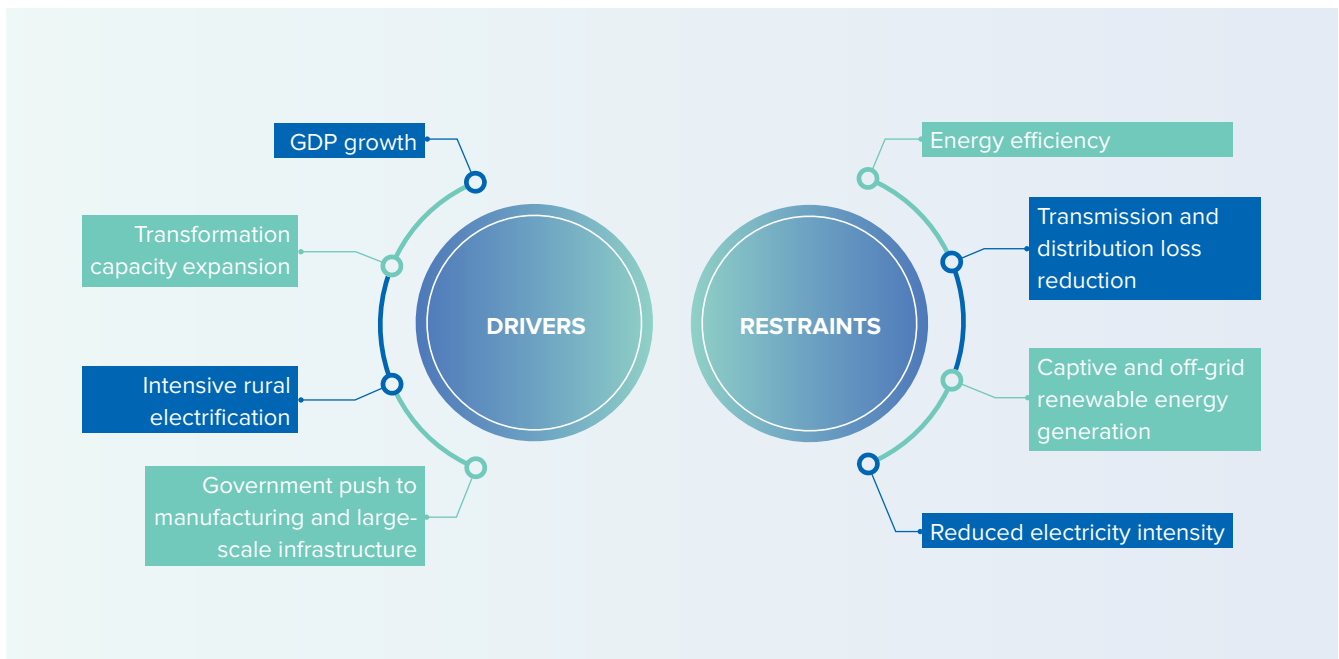 GDP growth
Transformation
capacity expansion
Intensive rural
electrification
Government push to
manufacturing and large-
scale infrastructure
DRIVERS
RESTRAINTS
Energy efficiency
Transmission and
distribution loss
reduction
Captive and off-grid
renewable energy
generation
Reduced electricity intensity